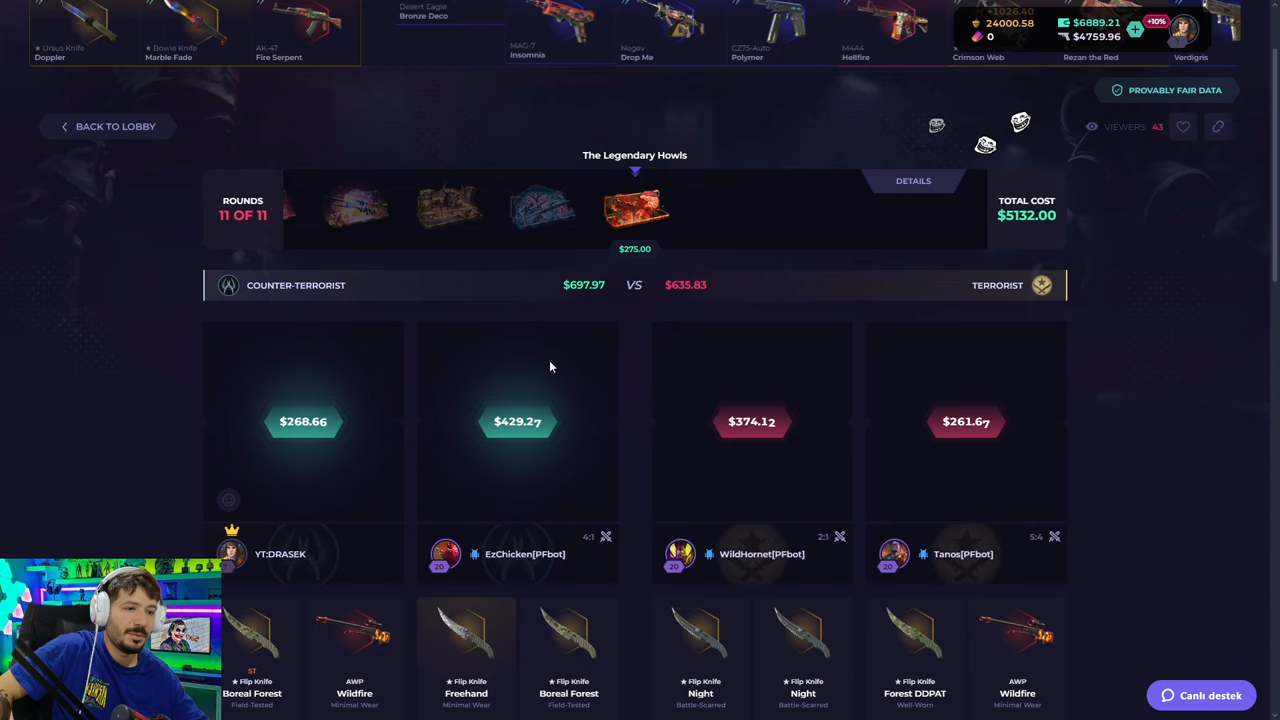 ★ Ursus Knife
Doppler
★ Bowie Knife
Marble Fade
AK-47
Fire Serpent
Desert Eagle
Bronze Deco
MAG-7
Insomnia
Negev
Drop Me
CZ75-Auto
Polymer
M4A4
Hellfire
Crimson Web
Rezan the Red
Verdigris
+1026.40
24000.58
0
$6889.21
$4759.96
+
+10%
PROVABLY FAIR DATA
BACK TO LOBBY
VIEWERS: 43
The Legendary Howls
DETAILS
ROUNDS
11 OF 11
TOTAL COST
$5132.00
$275.00
COUNTER-TERRORIST
$697.97 VS $635.83
TERRORIST
$268.66
$429.27
$374.12
$261.67
YT:DRASEK
4:1
EzChicken[PFbot]
20
2:1
WildHornet[PFbot]
20
5:4
Tanos[PFbot]
20
ST
Boreal Forest
Field-Tested
AWP
Wildfire
Minimal Wear
★ Flip Knife
Freehand
Minimal Wear
★ Flip Knife
Boreal Forest
Field-Tested
★ Flip Knife
Night
Battle-Scarred
★ Flip Knife
Night
Battle-Scarred
★ Flip Knife
Forest DDPAT
Well-Worn
AWP
Wildfire
Minimal Wear
Canlı destek